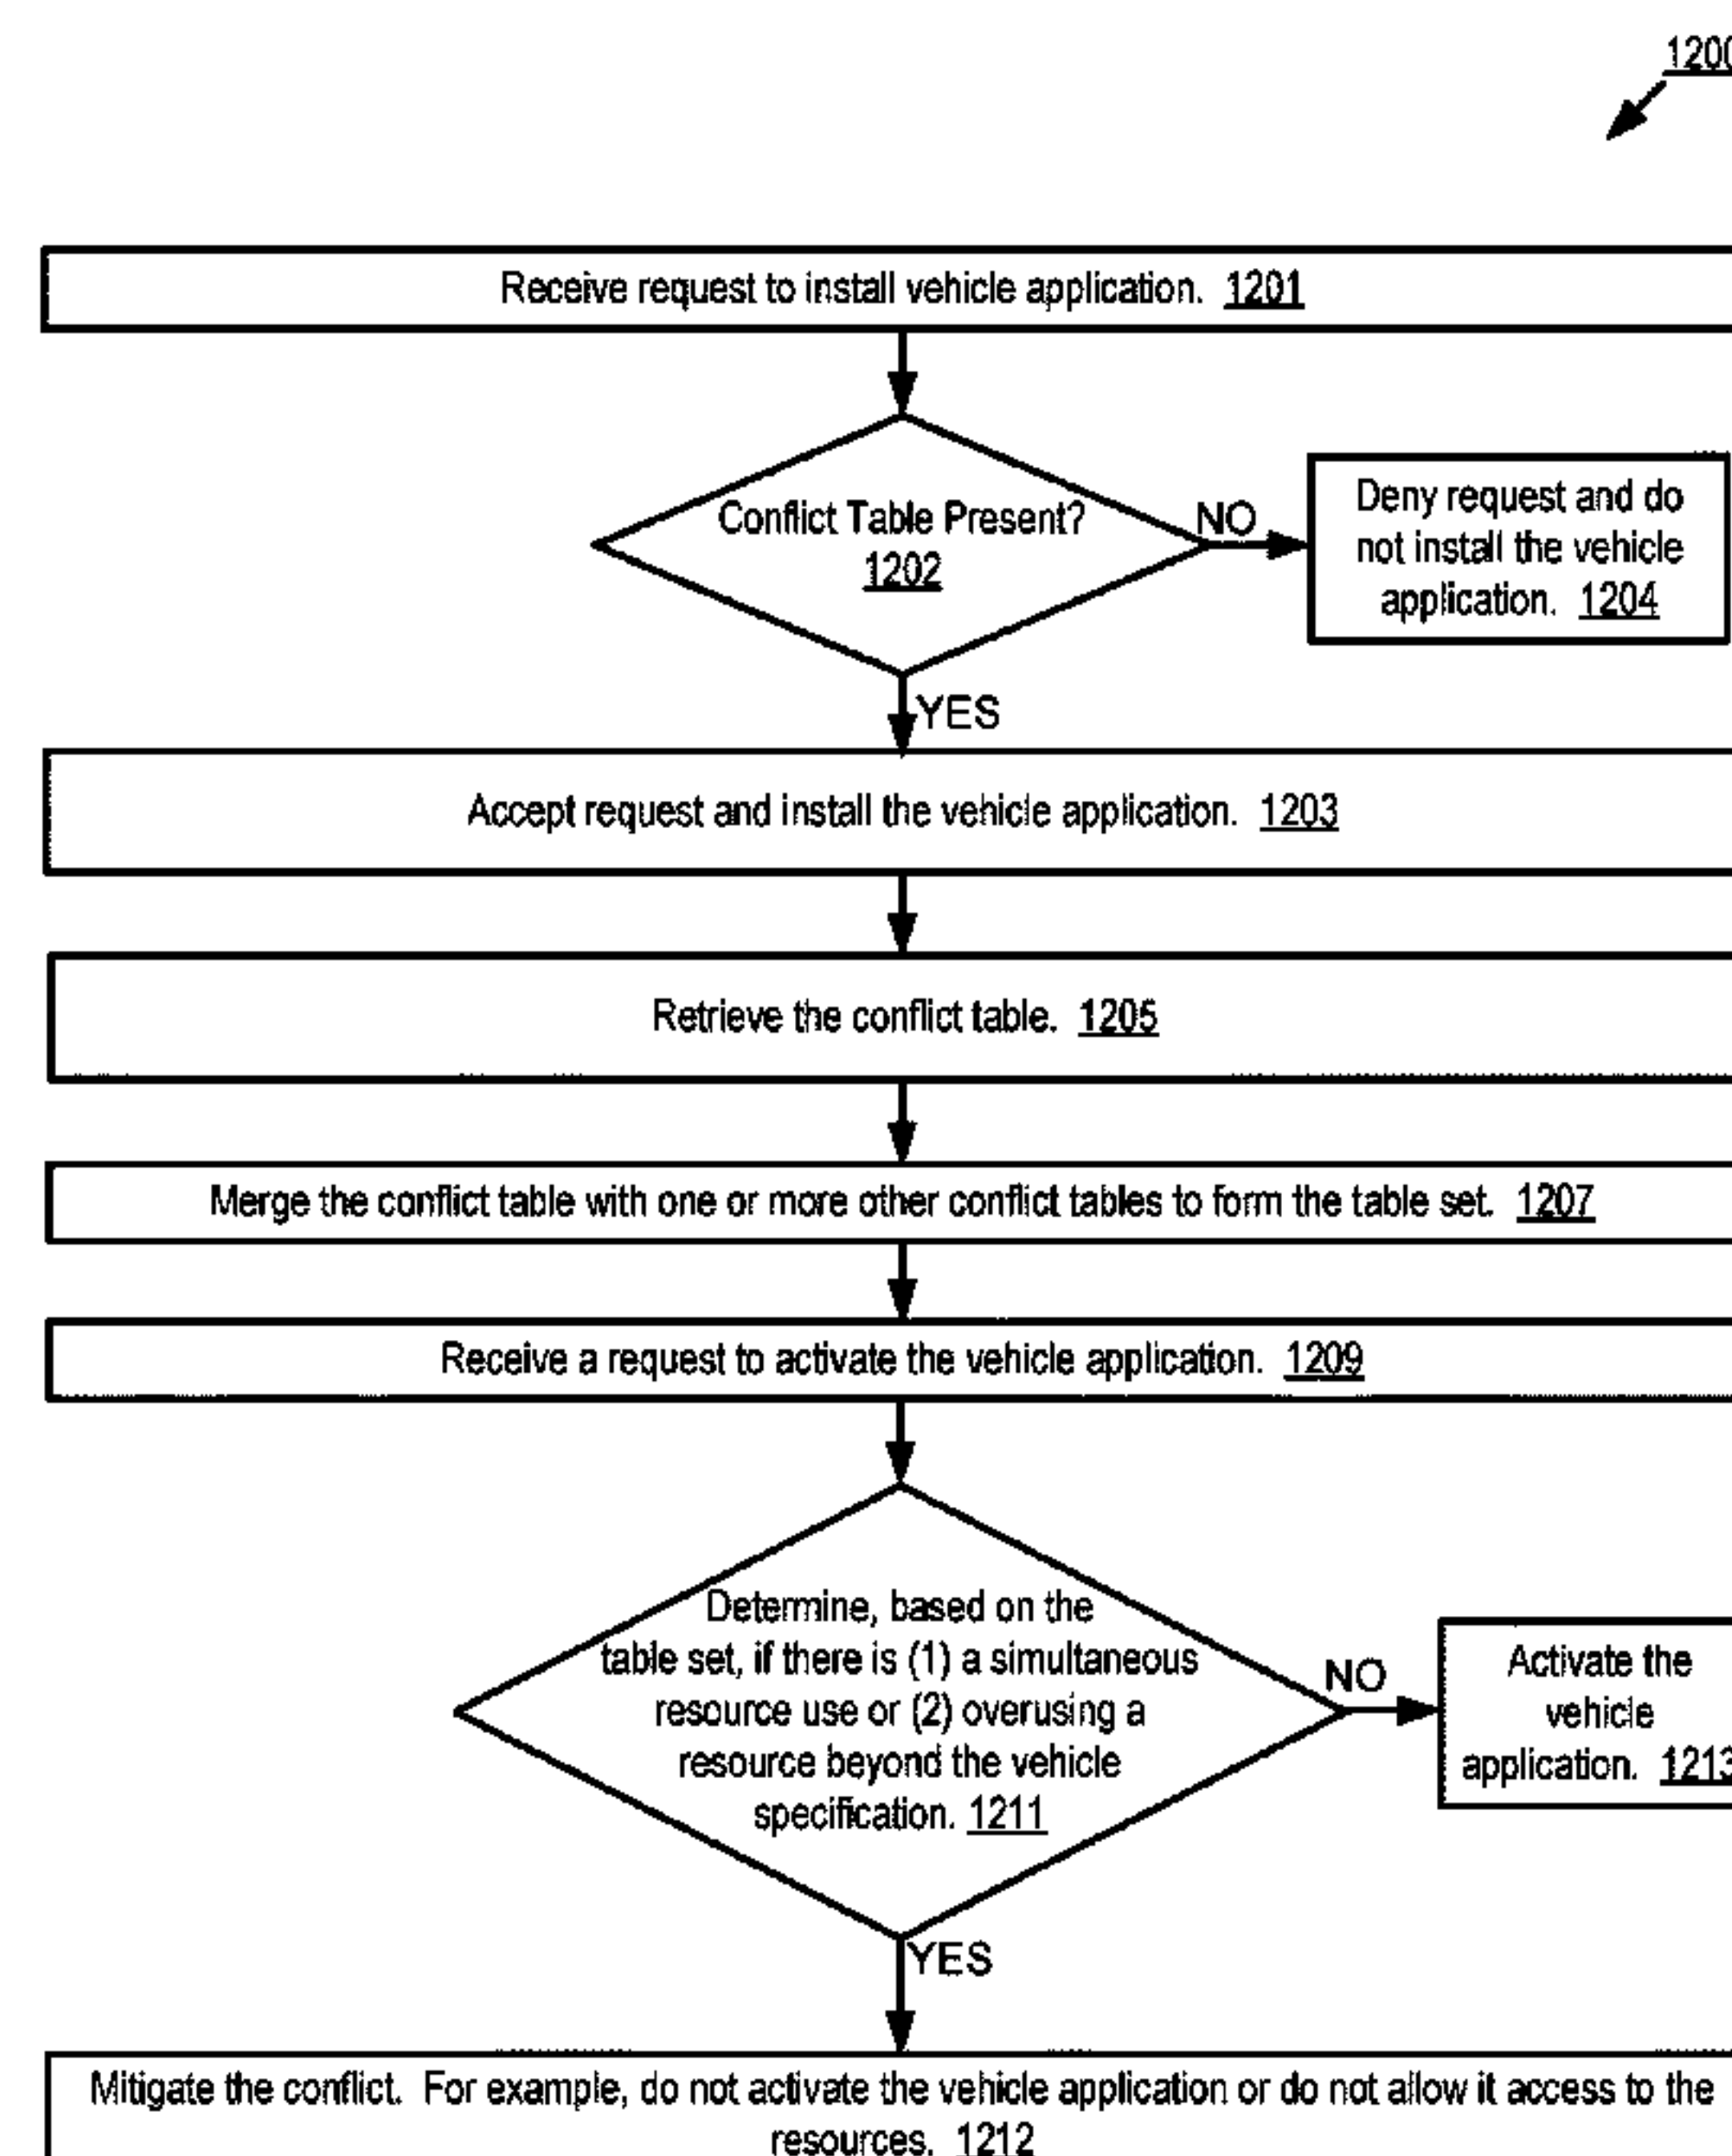 1200
Receive request to install vehicle application. 1201
Conflict Table Present?
1202
NO
Deny request and do
not install the vehicle
application. 1204
YES
Accept request and install the vehicle application. 1203
Retrieve the conflict table. 1205
Merge the conflict table with one or more other conflict tables to form the table set. 1207
Receive a request to activate the vehicle application. 1209
Determine, based on the
table set, if there is (1) a simultaneous
resource use or (2) overusing a
resource beyond the vehicle
specification. 1211
NO
Activate the
vehicle
application. 1213
YES
Mitigate the conflict. For example, do not activate the vehicle application or do not allow it access to the
resources. 1212